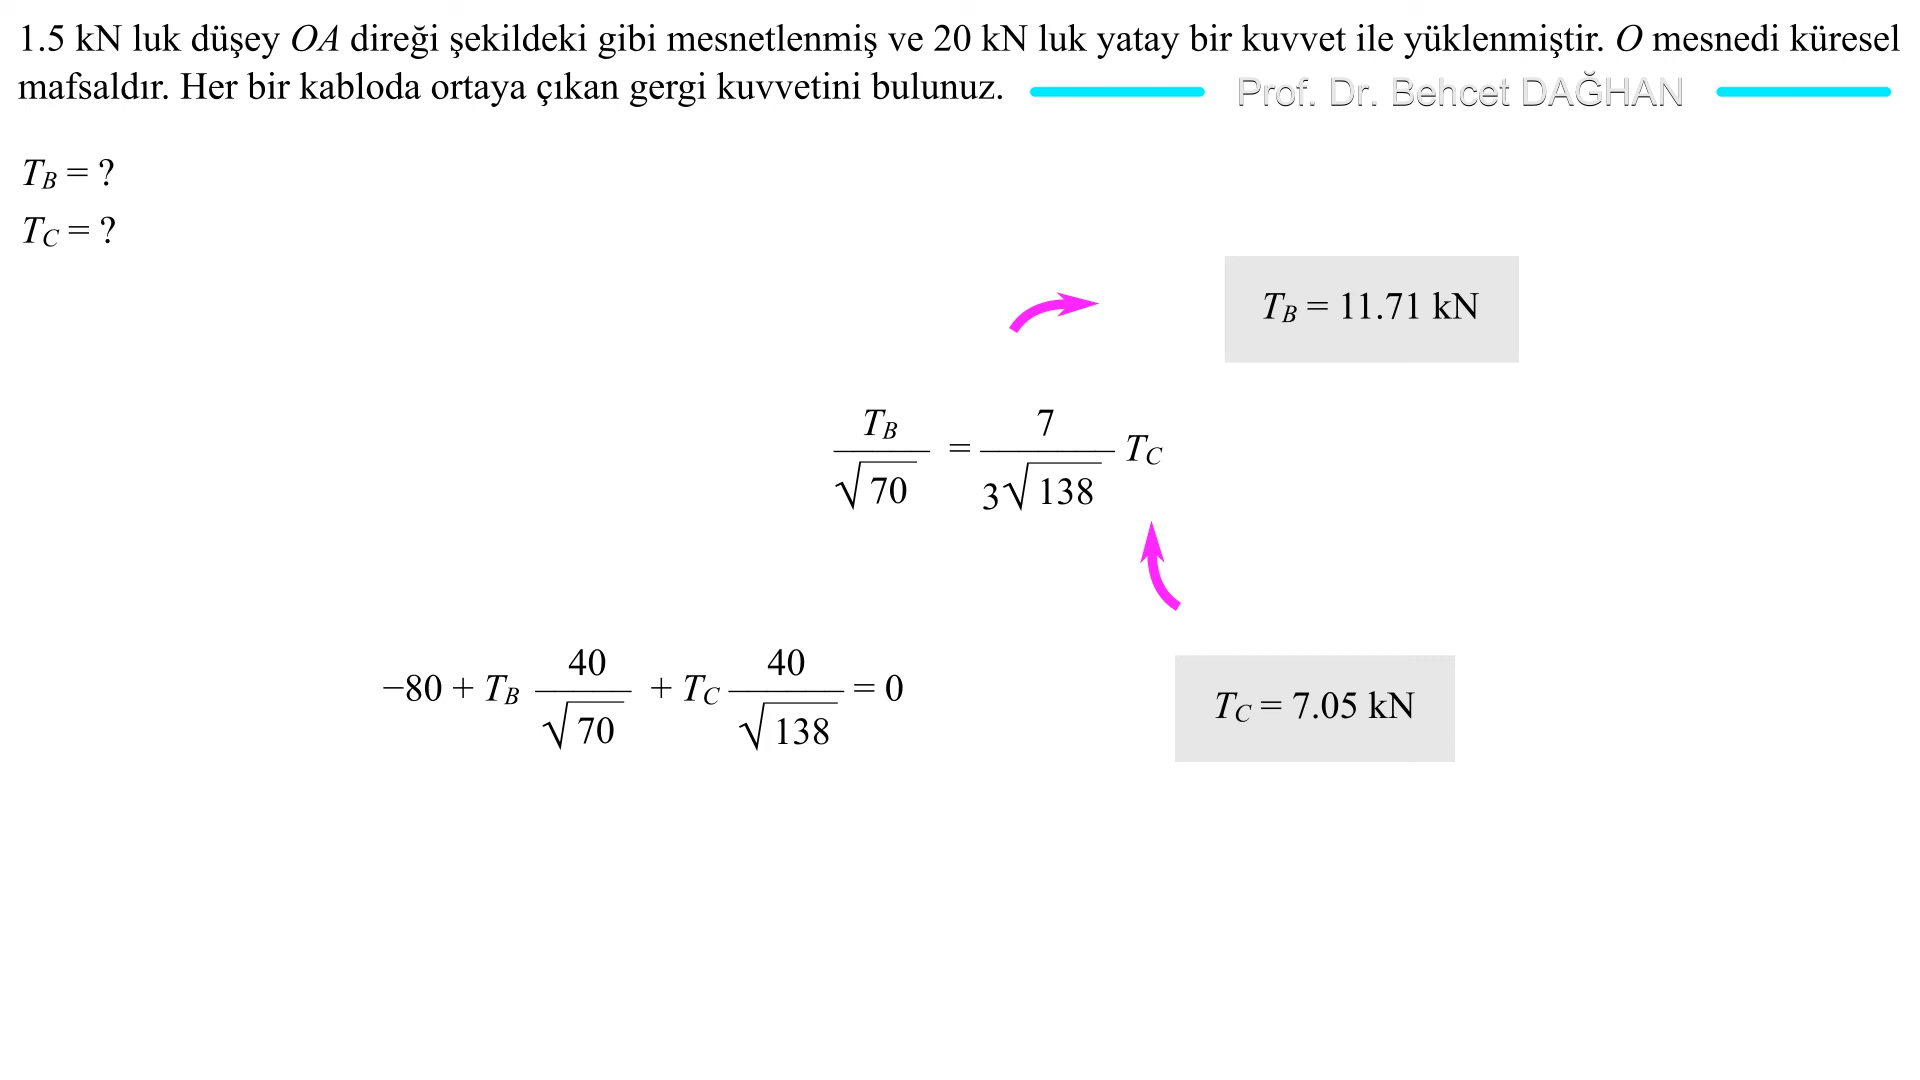 1.5 kN luk düşey OA direği şekildeki gibi mesnetlenmiş ve 20 kN luk yatay bir kuvvet ile yüklenmiştir. O mesnedi küresel
mafsaldır. Her bir kabloda ortaya çıkan gergi kuvvetini bulunuz. Prof. Dr. Behcet DAĞHAN
T_B = ?
T_C = ?
T_B = 11.71 kN
T_B / √70 = 7 / 3√138 T_C
−80 + T_B 40 / √70 + T_C 40 / √138 = 0
T_C = 7.05 kN